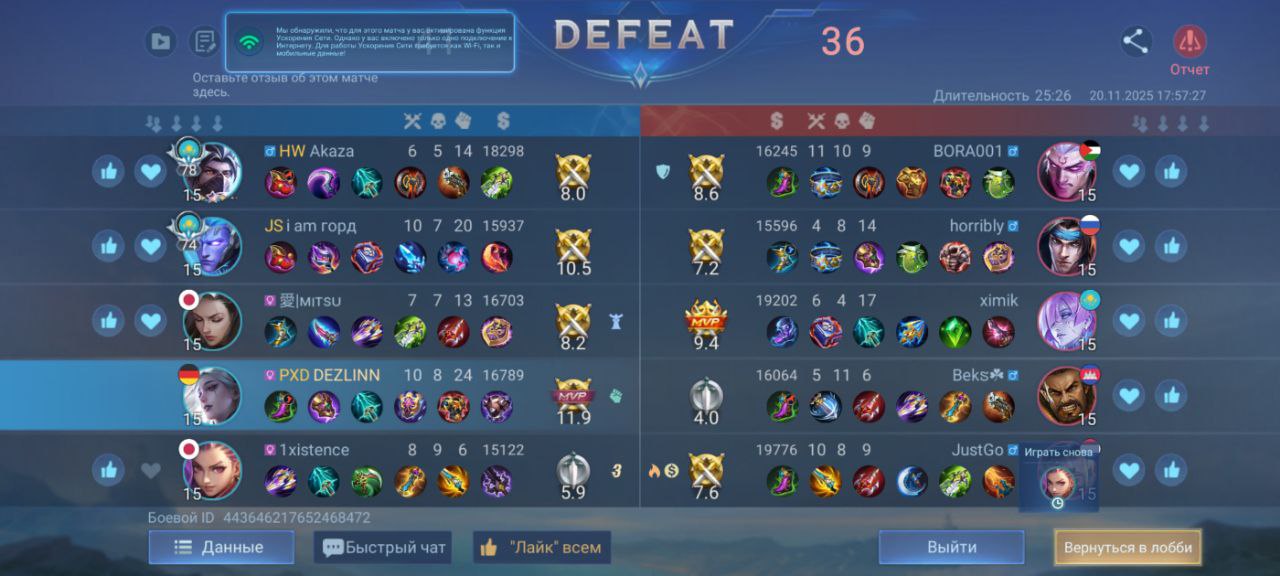 Мы обнаружили, что для этого матча у вас активирована функция
Ускорения Сети. Однако у вас включено только одно подключение к
Интернету. Для работы Ускорения Сети требуется как Wi-Fi, так и
мобильные данные!
DEFEAT
36
Отчет
Оставьте отзыв об этом матче
здесь.
Длительность 25:26 20.11.2025 17:57:27
78 15 HW Akaza 6 5 14 18298 8.0
8.6 16245 11 10 9 BORA001 15
74 15 JS i am горд 10 7 20 15937 10.5
7.2 15596 4 8 14 horribly 15
15 愛|MITSU 7 7 13 16703 8.2
MVP 9.4 19202 6 4 17 ximik 15
15 PXD DEZLINN 10 8 24 16789 MVP 11.9
4.0 16064 5 11 6 Beks☘ 15
15 1xistence 8 9 6 15122 5.9 3
7.6 19776 10 8 9 JustGo 15
Играть снова
Боевой ID 443646217652468472
Данные
Быстрый чат
"Лайк" всем
Выйти
Вернуться в лобби